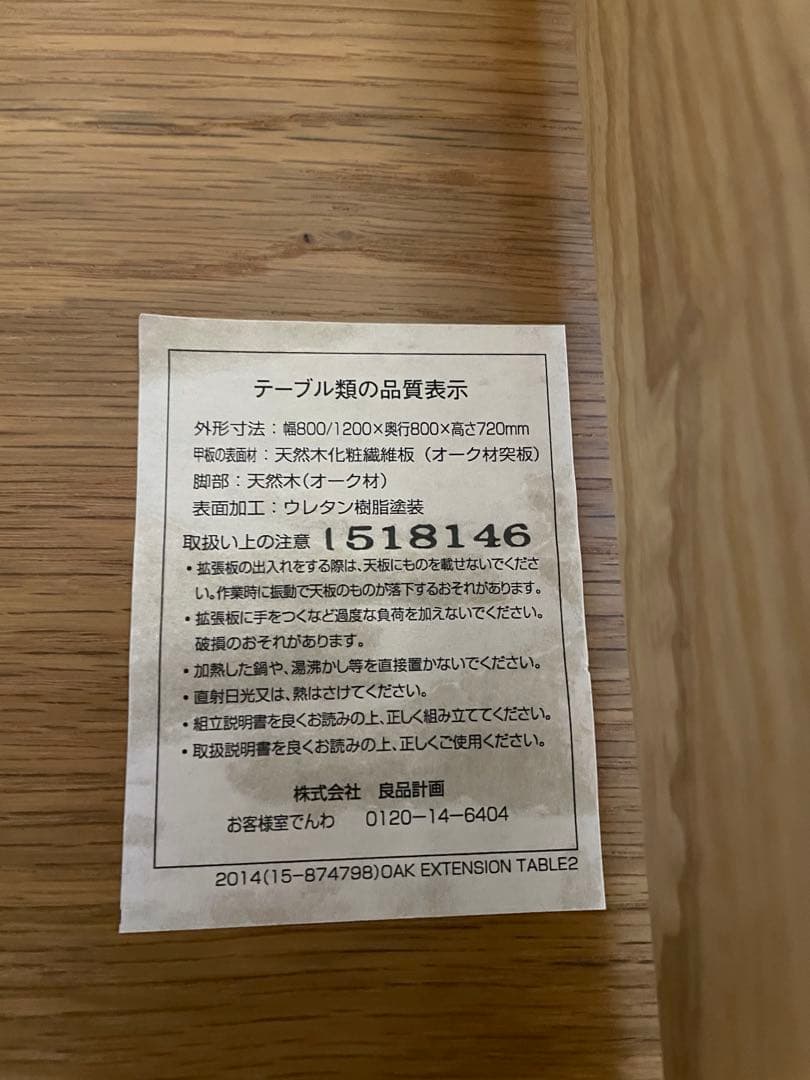 テーブル類の品質表示
外形寸法：幅800/1200×奥行800×高さ720mm
甲板の表面材：天然木化粧繊維板（オーク材突板）
脚部：天然木（オーク材）
表面加工：ウレタン樹脂塗装
取扱い上の注意 1518146
・拡張板の出入れをする際は、天板にものを載せないでくださ
い。作業時に振動で天板のものが落下するおそれがあります。
・拡張板に手をつくなど過度な負荷を加えないでください。
破損のおそれがあります。
・加熱した鍋や、湯沸かし等を直接置かないでください。
・直射日光又は、熱はさけてください。
・組立説明書を良くお読みの上、正しく組み立ててください。
・取扱説明書を良くお読みの上、正しくご使用ください。
株式会社　良品計画
お客様室でんわ　0120−14−6404
2014(15−874798)OAK EXTENSION TABLE2